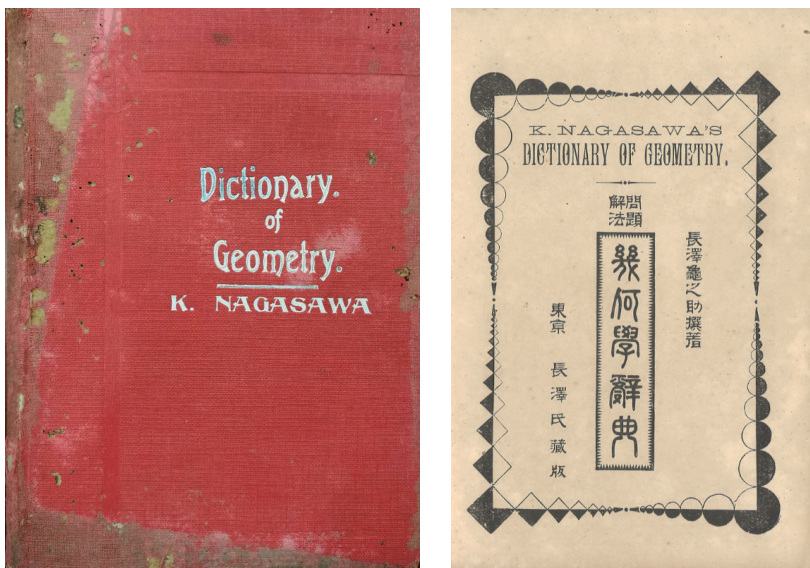 Dictionary.
of
Geometry.
K. NAGASAWA
K. NAGASAWA'S
DICTIONARY OF GEOMETRY.
長澤龜之助撰著
問題
解法
幾何學辭典
東京 長澤氏藏版